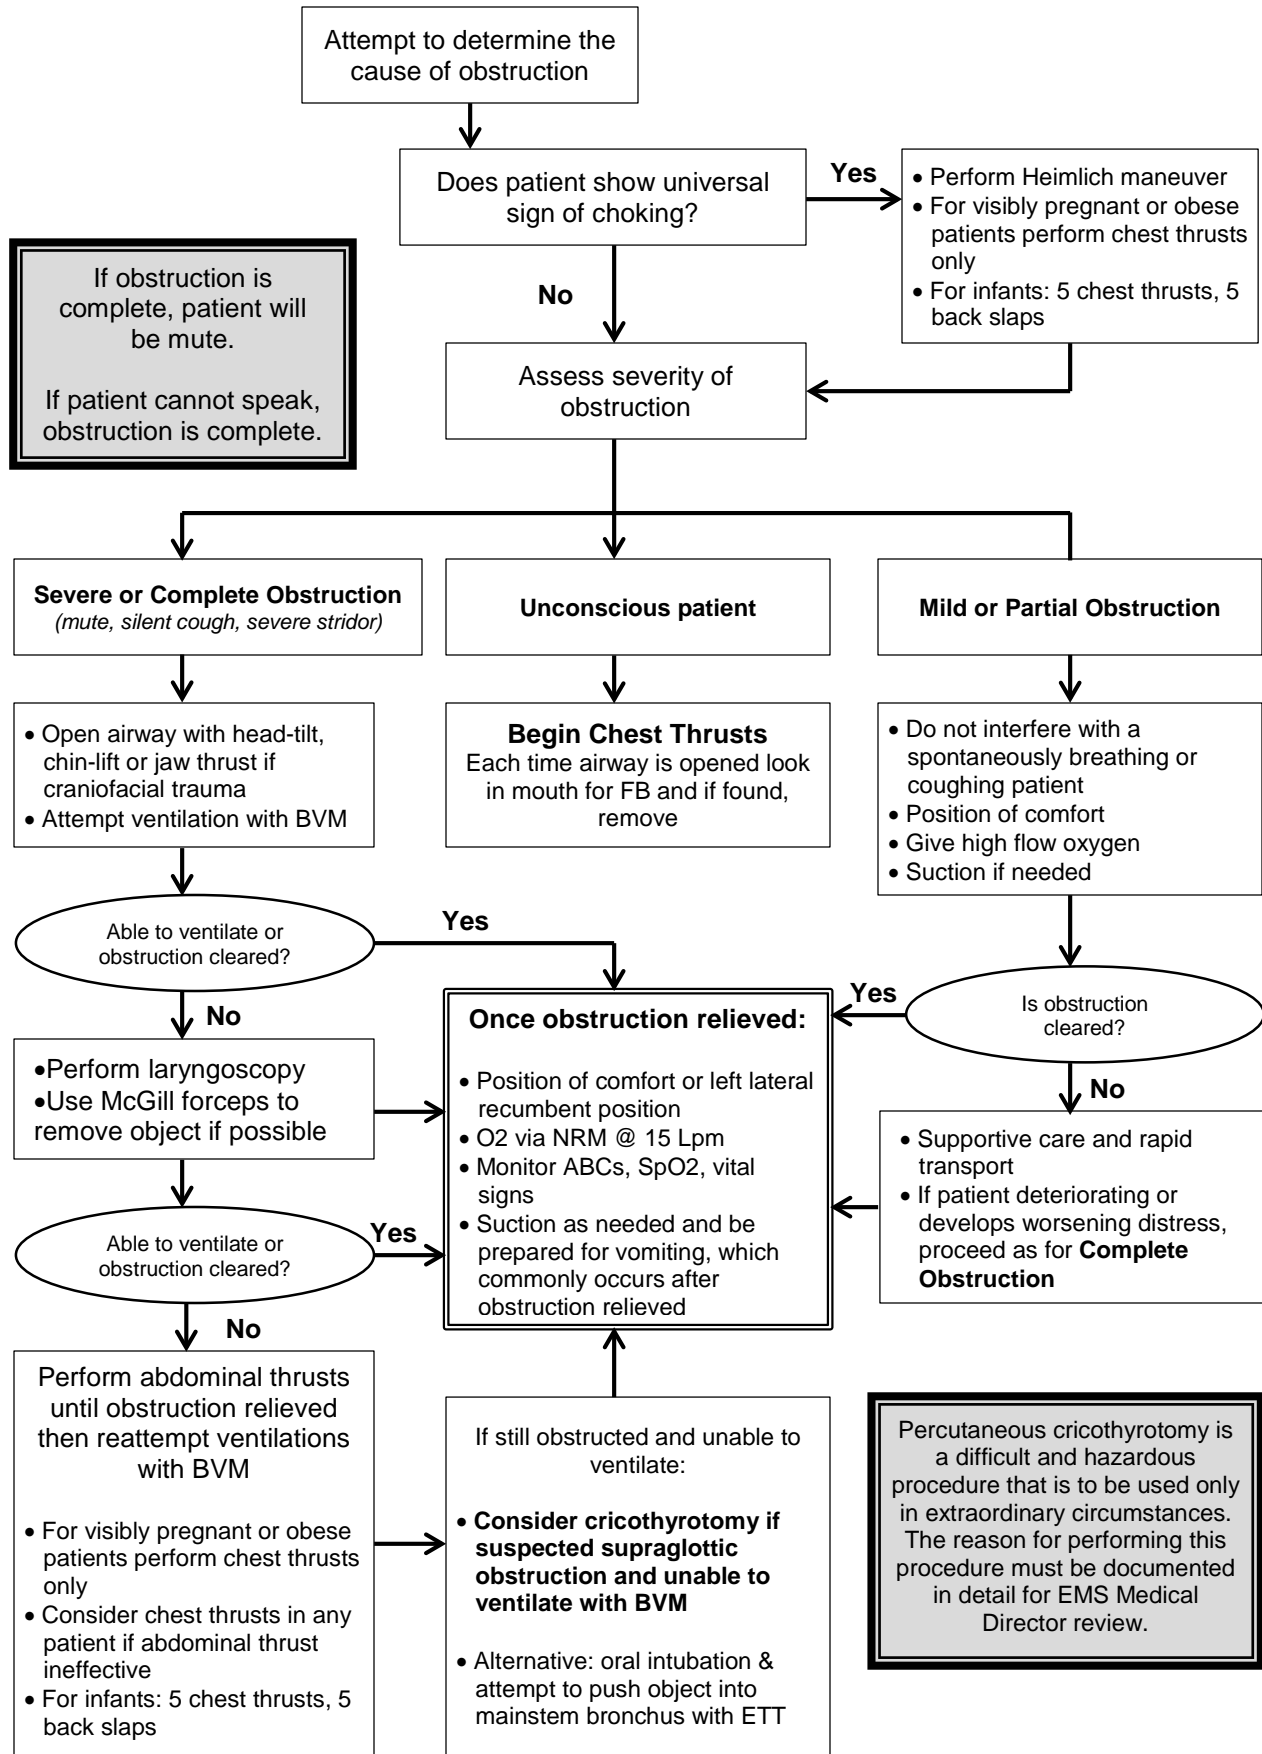 Attempt to determine the
cause of obstruction
Does patient show universal
sign of choking?
Yes
• Perform Heimlich maneuver
• For visibly pregnant or obese
patients perform chest thrusts
only
• For infants: 5 chest thrusts, 5
back slaps
If obstruction is
complete, patient will
be mute.
If patient cannot speak,
obstruction is complete.
No
Assess severity of
obstruction
Severe or Complete Obstruction
(mute, silent cough, severe stridor)
Unconscious patient
Mild or Partial Obstruction
• Open airway with head-tilt,
chin-lift or jaw thrust if
craniofacial trauma
• Attempt ventilation with BVM
Begin Chest Thrusts
Each time airway is opened look
in mouth for FB and if found,
remove
• Do not interfere with a
spontaneously breathing or
coughing patient
• Position of comfort
• Give high flow oxygen
• Suction if needed
Able to ventilate or
obstruction cleared?
Yes
No
Is obstruction
cleared?
Yes
No
•Perform laryngoscopy
•Use McGill forceps to
remove object if possible
Once obstruction relieved:
• Position of comfort or left lateral
recumbent position
• O2 via NRM @ 15 Lpm
• Monitor ABCs, SpO2, vital
signs
• Suction as needed and be
prepared for vomiting, which
commonly occurs after
obstruction relieved
• Supportive care and rapid
transport
• If patient deteriorating or
develops worsening distress,
proceed as for Complete
Obstruction
Able to ventilate or
obstruction cleared?
Yes
No
Perform abdominal thrusts
until obstruction relieved
then reattempt ventilations
with BVM
• For visibly pregnant or obese
patients perform chest thrusts
only
• Consider chest thrusts in any
patient if abdominal thrust
ineffective
• For infants: 5 chest thrusts, 5
back slaps
If still obstructed and unable to
ventilate:
• Consider cricothyrotomy if
suspected supraglottic
obstruction and unable to
ventilate with BVM
• Alternative: oral intubation &
attempt to push object into
mainstem bronchus with ETT
Percutaneous cricothyrotomy is
a difficult and hazardous
procedure that is to be used only
in extraordinary circumstances.
The reason for performing this
procedure must be documented
in detail for EMS Medical
Director review.